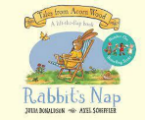 Tales from Acorn Wood
A lift-the-flap book
Rabbit's Nap
JULIA DONALDSON
AXEL SCHEFFLER